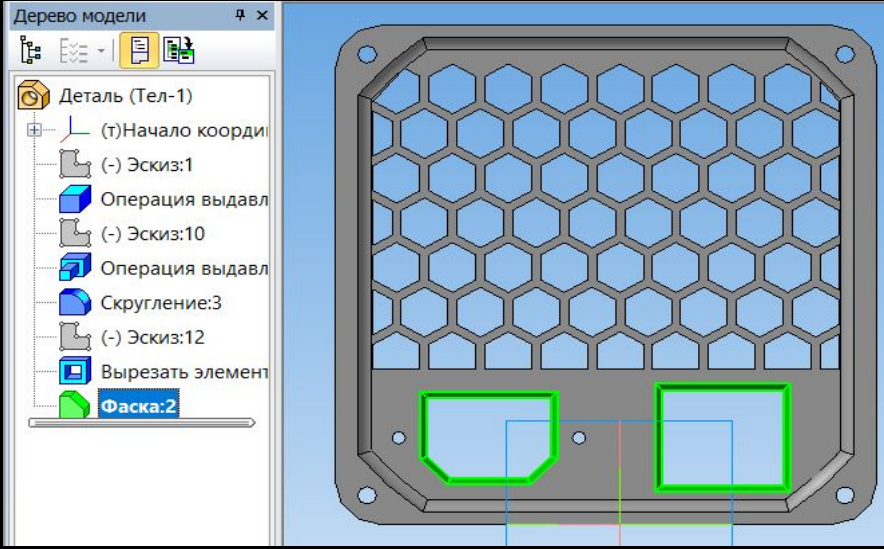 Дерево модели
Деталь (Тел-1)
(т)Начало коорди
(-) Эскиз:1
Операция выдавл
(-) Эскиз:10
Операция выдавл
Скругление:3
(-) Эскиз:12
Вырезать элемент
Фаска:2